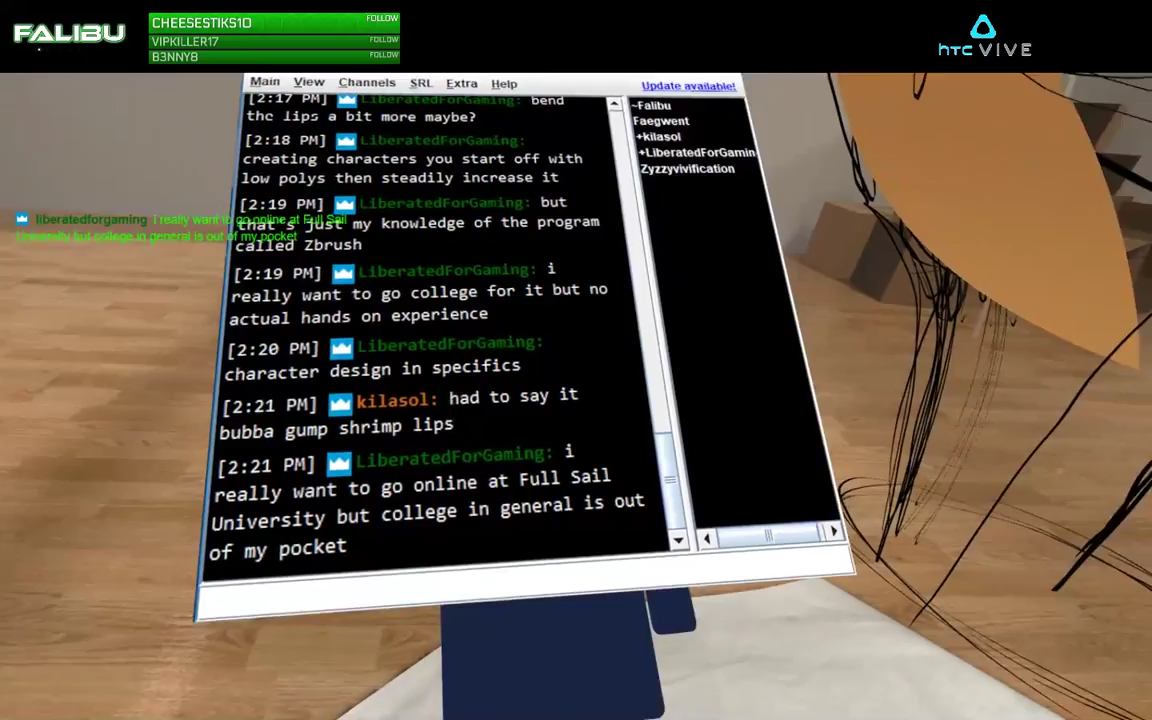 FALIBU
CHEESESTIKS10 FOLLOW
VIPKILLER17 FOLLOW
B3NNY8 FOLLOW
htc VIVE
Main View Channels SRL Extra Help Update available!
[2:17 PM] LiberatedForGaming: bend
the lips a bit more maybe?
[2:18 PM] LiberatedForGaming:
creating characters you start off with
low polys then steadily increase it
[2:19 PM] LiberatedForGaming: but
that's just my knowledge of the program
called Zbrush
[2:19 PM] LiberatedForGaming: i
really want to go college for it but no
actual hands on experience
[2:20 PM] LiberatedForGaming:
character design in specifics
[2:21 PM] kilasol: had to say it
bubba gump shrimp lips
[2:21 PM] LiberatedForGaming: i
really want to go online at Full Sail
University but college in general is out
of my pocket
~Falibu
Faegwent
+kilasol
+LiberatedForGamin
Zyzzyvivification
liberatedforgaming I really want to go online at Full Sail
University but college in general is out of my pocket